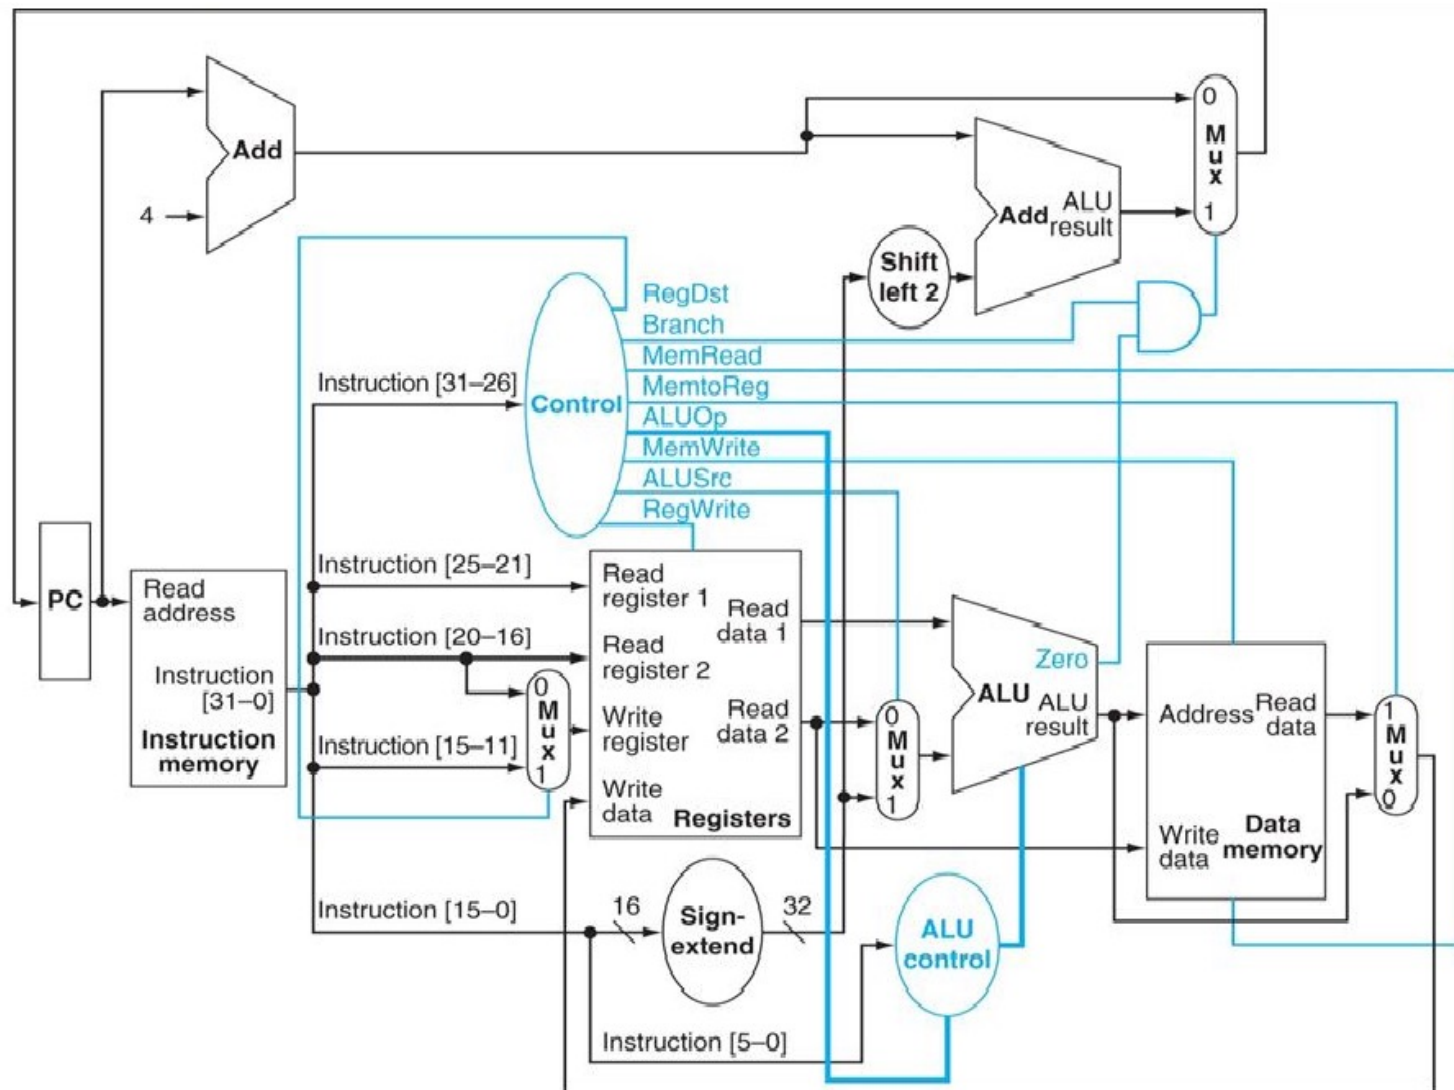 0
M
u
x
1
Add
4
Add
ALU
result
Shift
left 2
RegDst
Branch
MemRead
MemtoReg
ALUOp
MemWrite
ALUSrc
RegWrite
Control
Instruction [31–26]
Instruction [25–21]
Instruction [20–16]
Instruction [15–11]
Instruction [15–0]
Instruction [5–0]
PC
Read
address
Instruction
[31–0]
Instruction
memory
0
M
u
x
1
Read
register 1
Read
register 2
Write
register
Write
data
Read
data 1
Read
data 2
Registers
0
M
u
x
1
Zero
ALU
ALU
result
Address
Read
data
Write
data
Data
memory
1
M
u
x
0
16
Sign-
extend
32
ALU
control